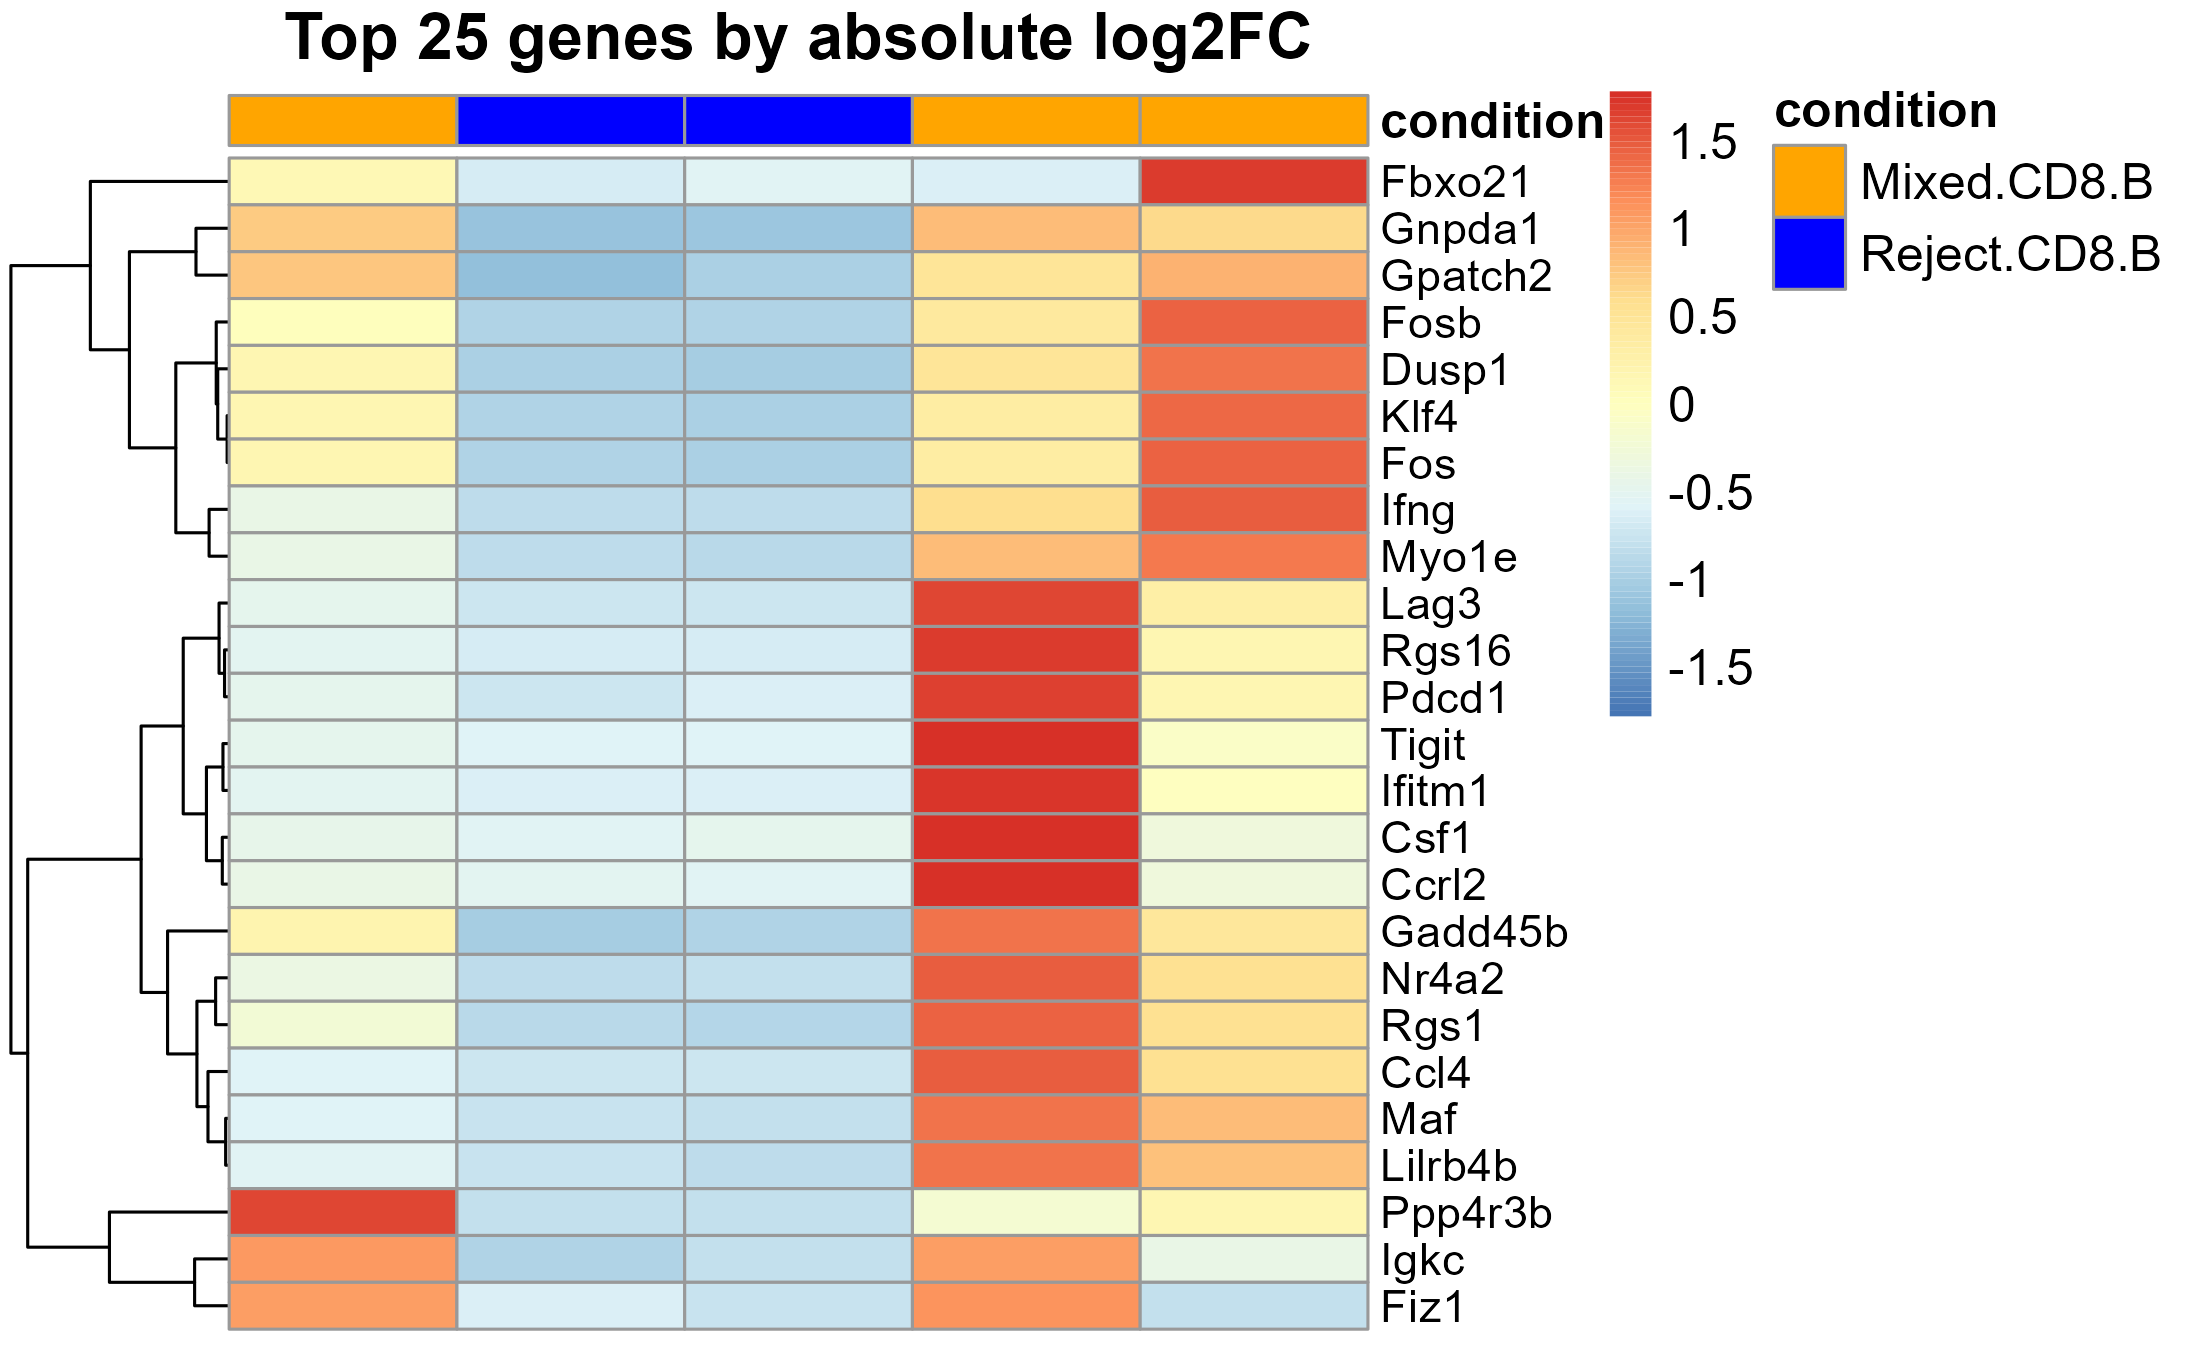 Top 25 genes by absolute log2FC
condition
Fbxo21
Gnpda1
Gpatch2
Fosb
Dusp1
Klf4
Fos
Ifng
Myo1e
Lag3
Rgs16
Pdcd1
Tigit
Ifitm1
Csf1
Ccrl2
Gadd45b
Nr4a2
Rgs1
Ccl4
Maf
Lilrb4b
Ppp4r3b
Igkc
Fiz1
1.5
1
0.5
0
-0.5
-1
-1.5
condition
Mixed.CD8.B
Reject.CD8.B